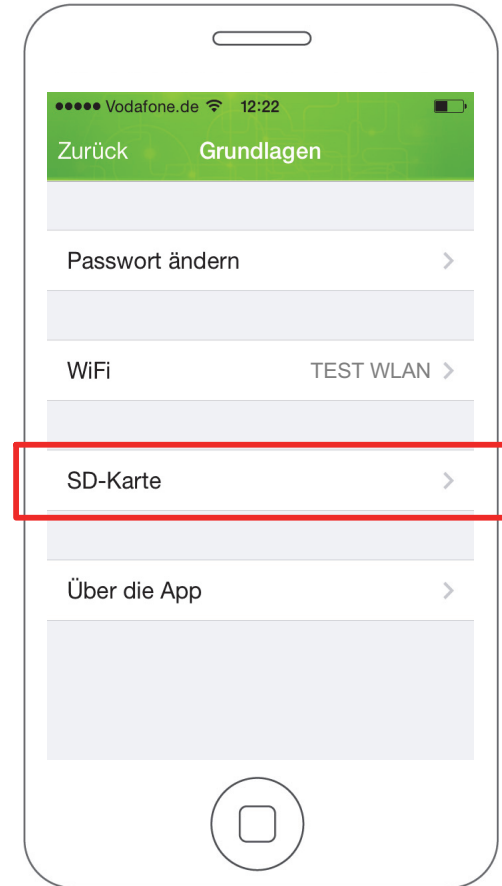 Vodafone.de 12:22
Zurück Grundlagen
Passwort ändern
WiFi TEST WLAN
SD-Karte
Über die App